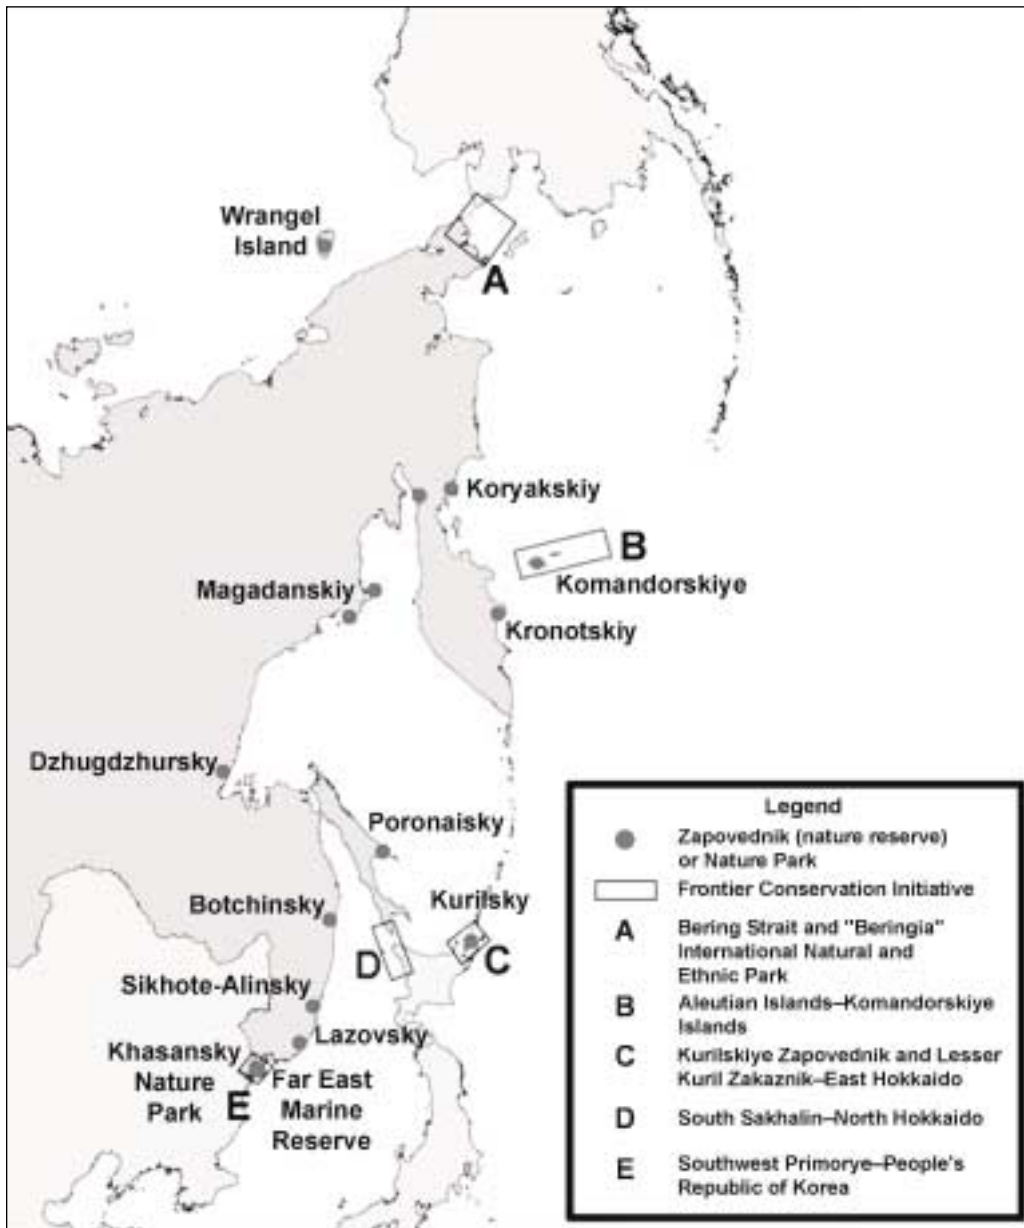 Wrangel
Island
A
Koryakskiy
B
Komandorskiye
Magadanskiy
Kronotskiy
Dzhugdzhursky
Poronaisky
Botchinsky
Kurilsky
D
C
Sikhote-Alinsky
Lazovsky
Khasansky
Nature
Park
E
Far East
Marine
Reserve
Legend
Zapovednik (nature reserve)
or Nature Park
Frontier Conservation Initiative
A
Bering Strait and "Beringia"
International Natural and
Ethnic Park
B
Aleutian Islands–Komandorskiye
Islands
C
Kurilskiye Zapovednik and Lesser
Kuril Zakaznik–East Hokkaido
D
South Sakhalin–North Hokkaido
E
Southwest Primorye–People's
Republic of Korea